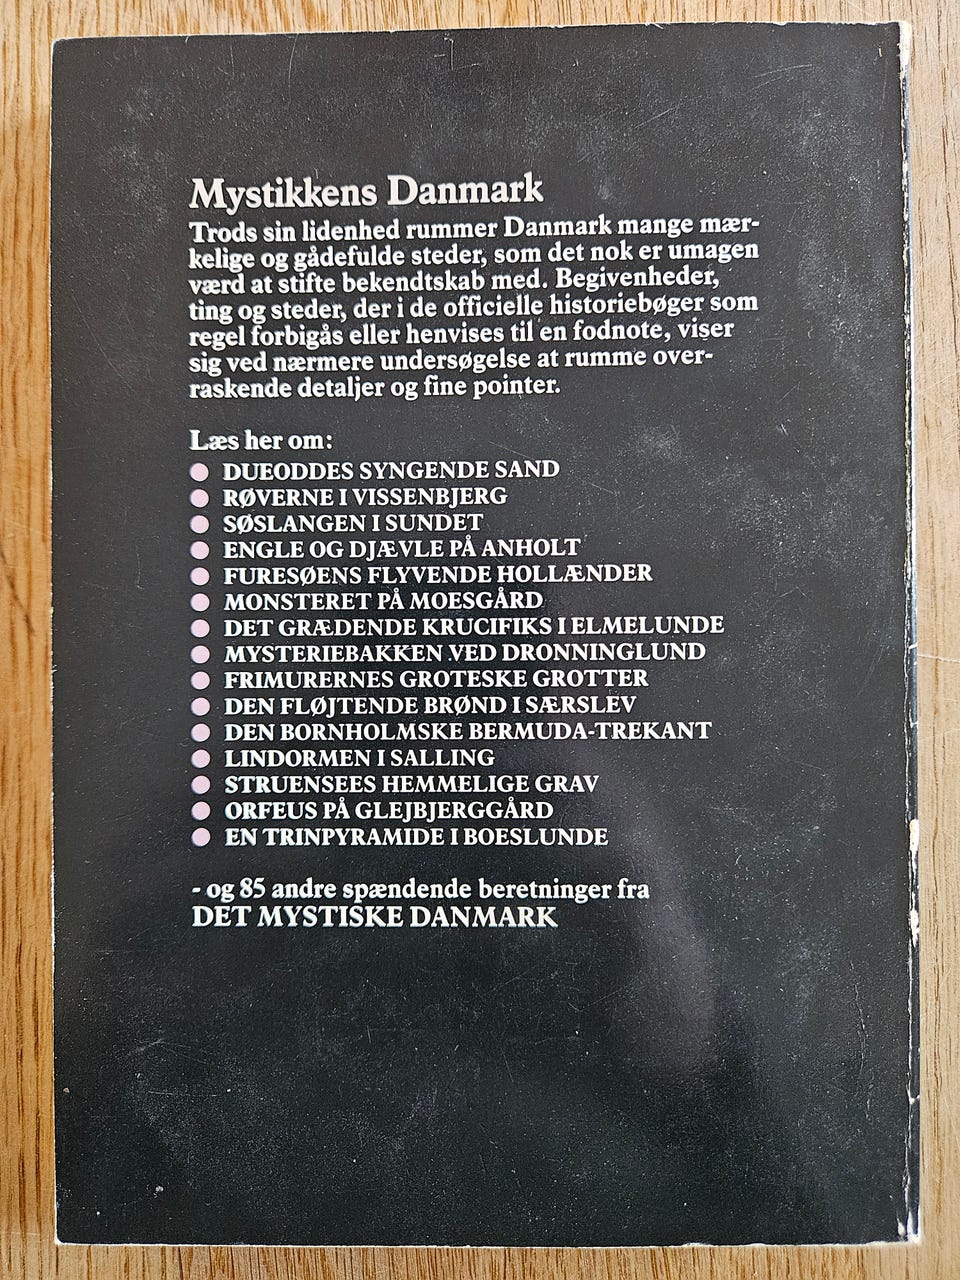 Mystikkens Danmark
Trods sin lidenhed rummer Danmark mange mær-
kelige og gådefulde steder, som det nok er umagen
værd at stifte bekendtskab med. Begivenheder,
ting og steder, der i de officielle historiebøger som
regel forbigås eller henvises til en fodnote, viser
sig ved nærmere undersøgelse at rumme over-
raskende detaljer og fine pointer.
Læs her om:
● DUEODDES SYNGENDE SAND
● RØVERNE I VISSENBJERG
● SØSLANGEN I SUNDET
● ENGLE OG DJÆVLE PÅ ANHOLT
● FURESØENS FLYVENDE HOLLÆNDER
● MONSTERET PÅ MOESGÅRD
● DET GRÆDENDE KRUCIFIKS I ELMELUNDE
● MYSTERIEBAKKEN VED DRONNINGLUND
● FRIMURERNES GROTESKE GROTTER
● DEN FLØJTENDE BRØND I SÆRSLEV
● DEN BORNHOLMSKE BERMUDA-TREKANT
● LINDORMEN I SALLING
● STRUENSEES HEMMELIGE GRAV
● ORFEUS PÅ GLEJBJERGGÅRD
● EN TRINPYRAMIDE I BOESLUNDE
- og 85 andre spændende beretninger fra
DET MYSTISKE DANMARK